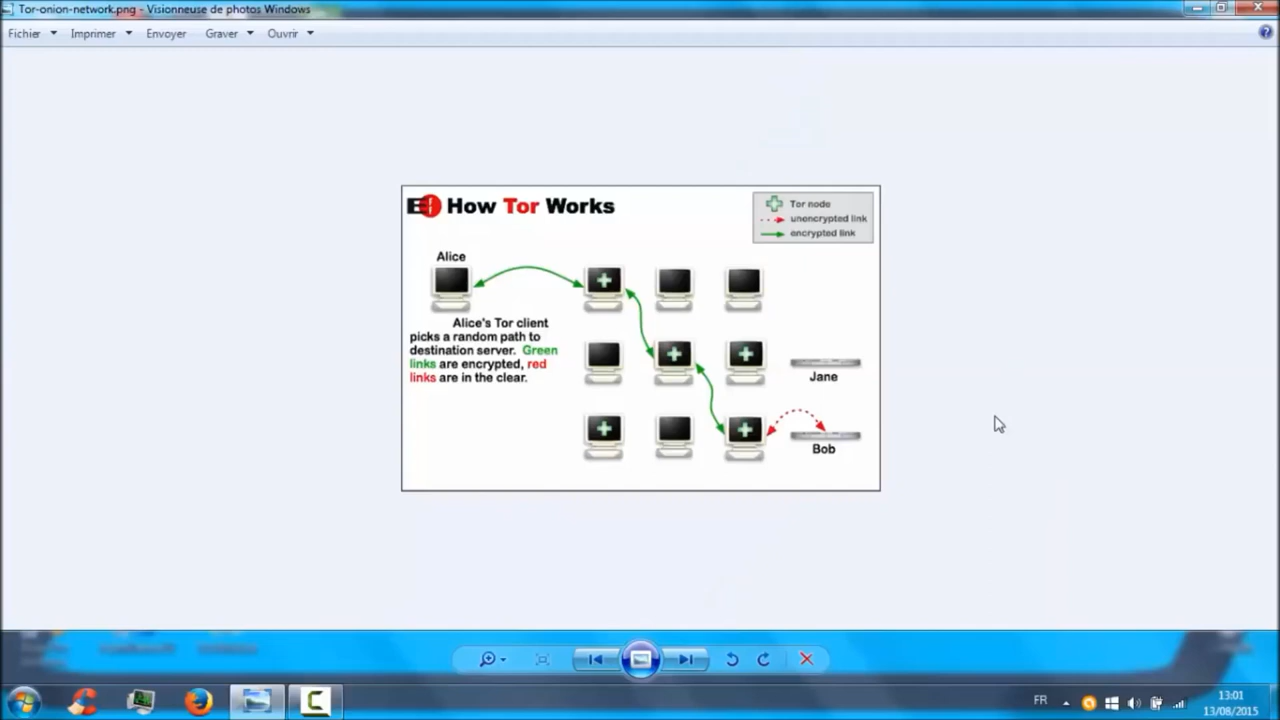 Tor-onion-network.png - Visionneuse de photos Windows
Fichier Imprimer Envoyer Graver Ouvrir
How Tor Works
Tor node
unencrypted link
encrypted link
Alice
Alice's Tor client
picks a random path to
destination server. Green
links are encrypted, red
links are in the clear.
Jane
Bob
FR
13:01
13/08/2015